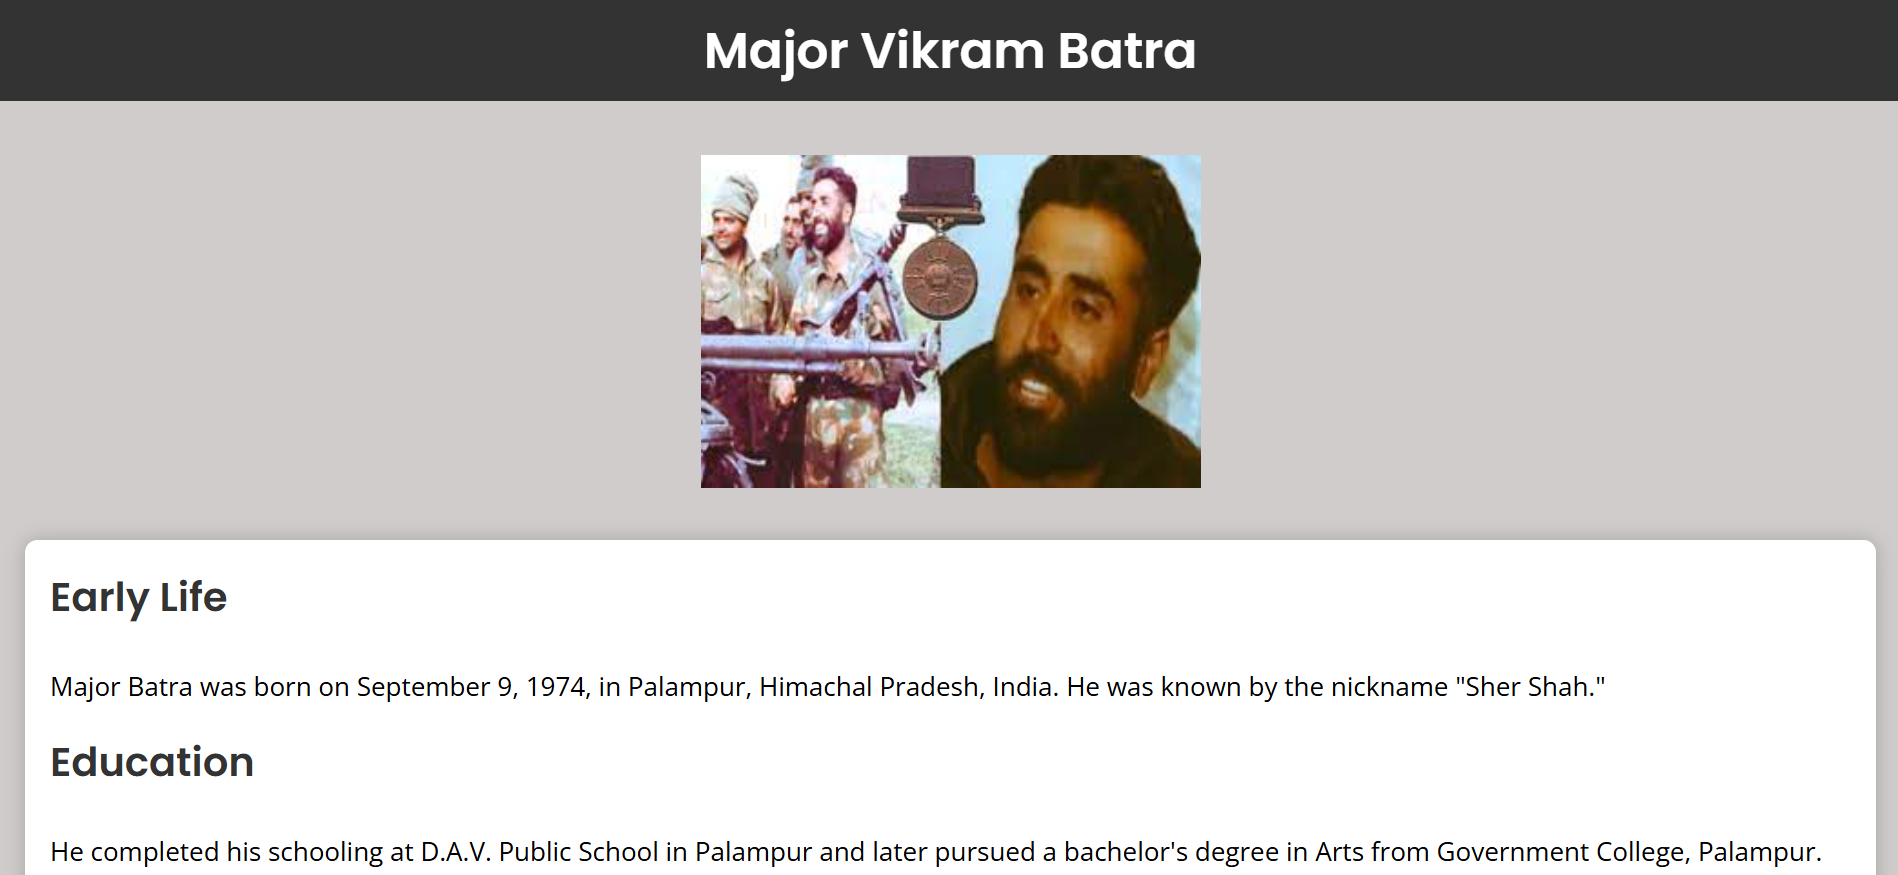 Major Vikram Batra
Early Life
Major Batra was born on September 9, 1974, in Palampur, Himachal Pradesh, India. He was known by the nickname "Sher Shah."
Education
He completed his schooling at D.A.V. Public School in Palampur and later pursued a bachelor's degree in Arts from Government College, Palampur.